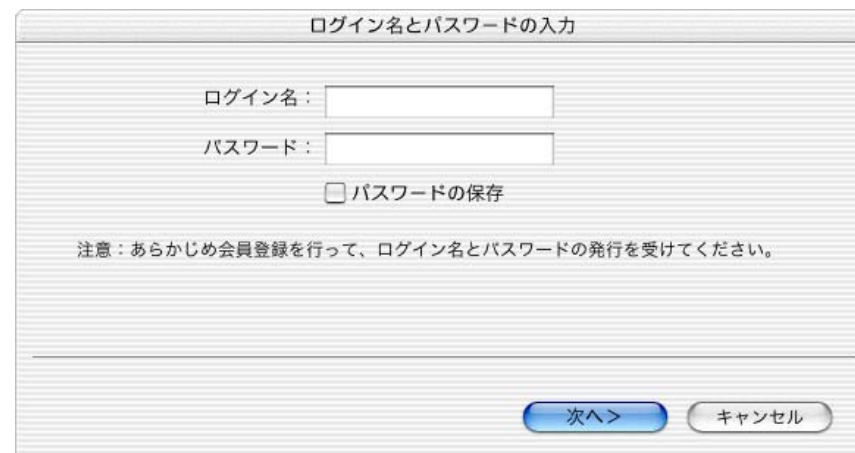 ログイン名とパスワードの入力
ログイン名：
パスワード：
パスワードの保存
注意：あらかじめ会員登録を行って、ログイン名とパスワードの発行を受けてください。
次へ＞
キャンセル